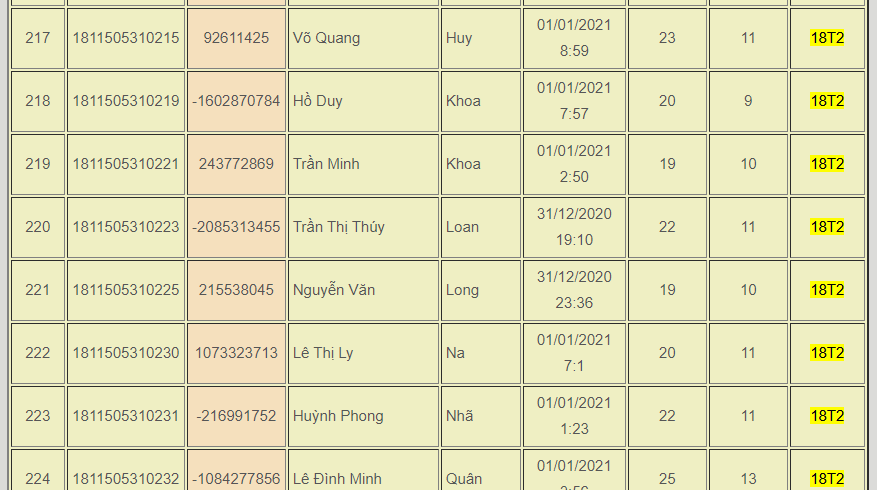 217 1811505310215 92611425 Võ Quang Huy 01/01/2021 8:59 23 11 18T2
218 1811505310219 -1602870784 Hồ Duy Khoa 01/01/2021 7:57 20 9 18T2
219 1811505310221 243772869 Trần Minh Khoa 01/01/2021 2:50 19 10 18T2
220 1811505310223 -2085313455 Trần Thị Thúy Loan 31/12/2020 19:10 22 11 18T2
221 1811505310225 215538045 Nguyễn Văn Long 31/12/2020 23:36 19 10 18T2
222 1811505310230 1073323713 Lê Thị Ly Na 01/01/2021 7:1 20 11 18T2
223 1811505310231 -216991752 Huỳnh Phong Nhã 01/01/2021 1:23 22 11 18T2
224 1811505310232 -1084277856 Lê Đình Minh Quân 01/01/2021 25 13 18T2